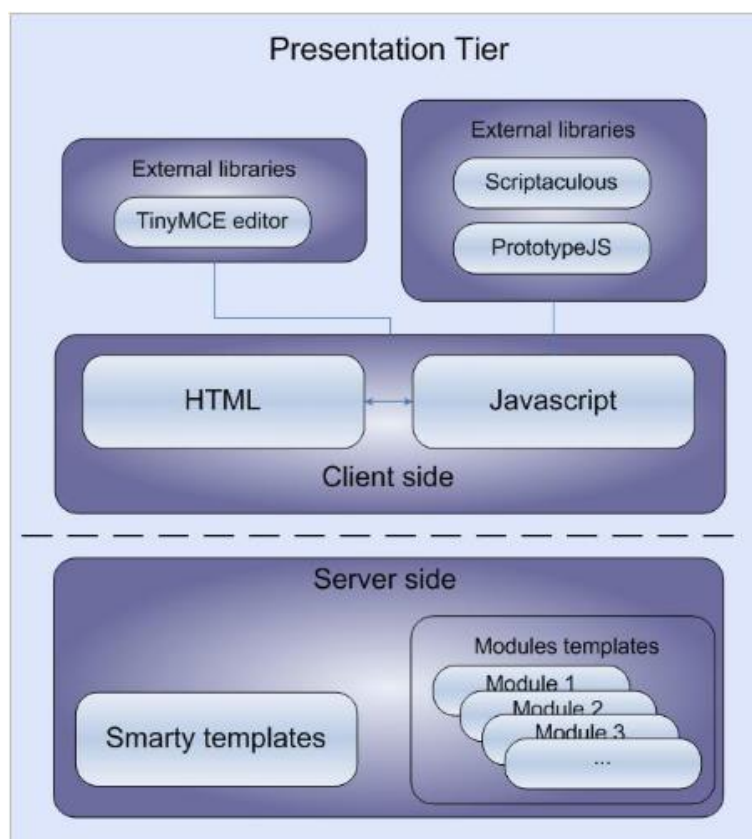 Presentation Tier
External libraries
TinyMCE editor
External libraries
Scriptaculous
PrototypeJS
HTML
Javascript
Client side
Server side
Smarty templates
Modules templates
Module 1
Module 2
Module 3
...